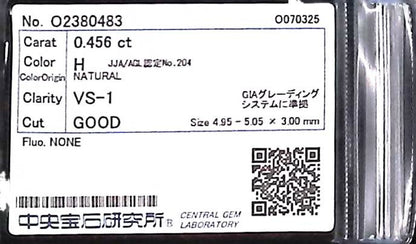 No. O2380483 O070325
Carat 0.456 ct
Color H JJA/AGL認定No.204
ColorOrigin NATURAL
Clarity VS-1 GIAグレーディング
システムに準拠
Cut GOOD Size 4.95 - 5.05 × 3.00 mm
Fluo. NONE
中央宝石研究所® CENTRAL GEM
LABORATORY